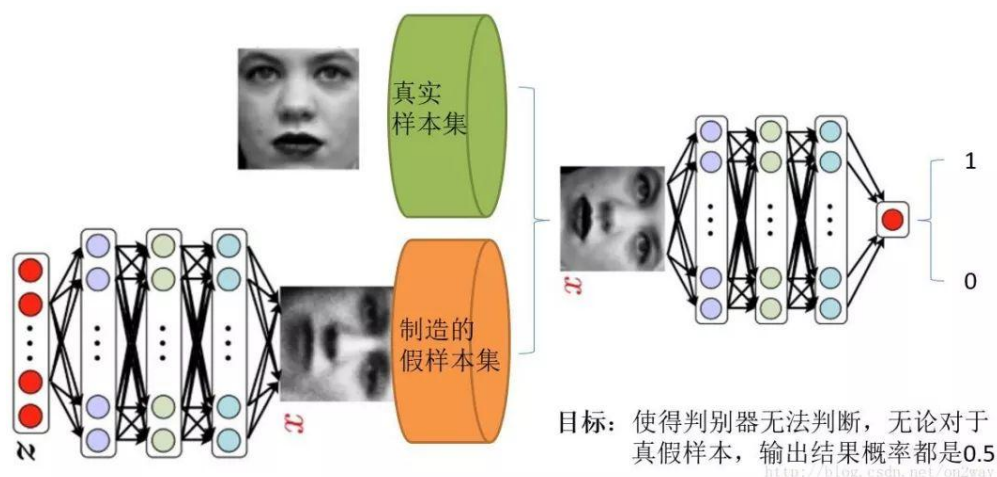 真实
样本集
1
x
0
制造的
假样本集
x
z
目标：使得判别器无法判断，无论对于
真假样本，输出结果概率都是0.5
http://blog.csdn.net/on2way